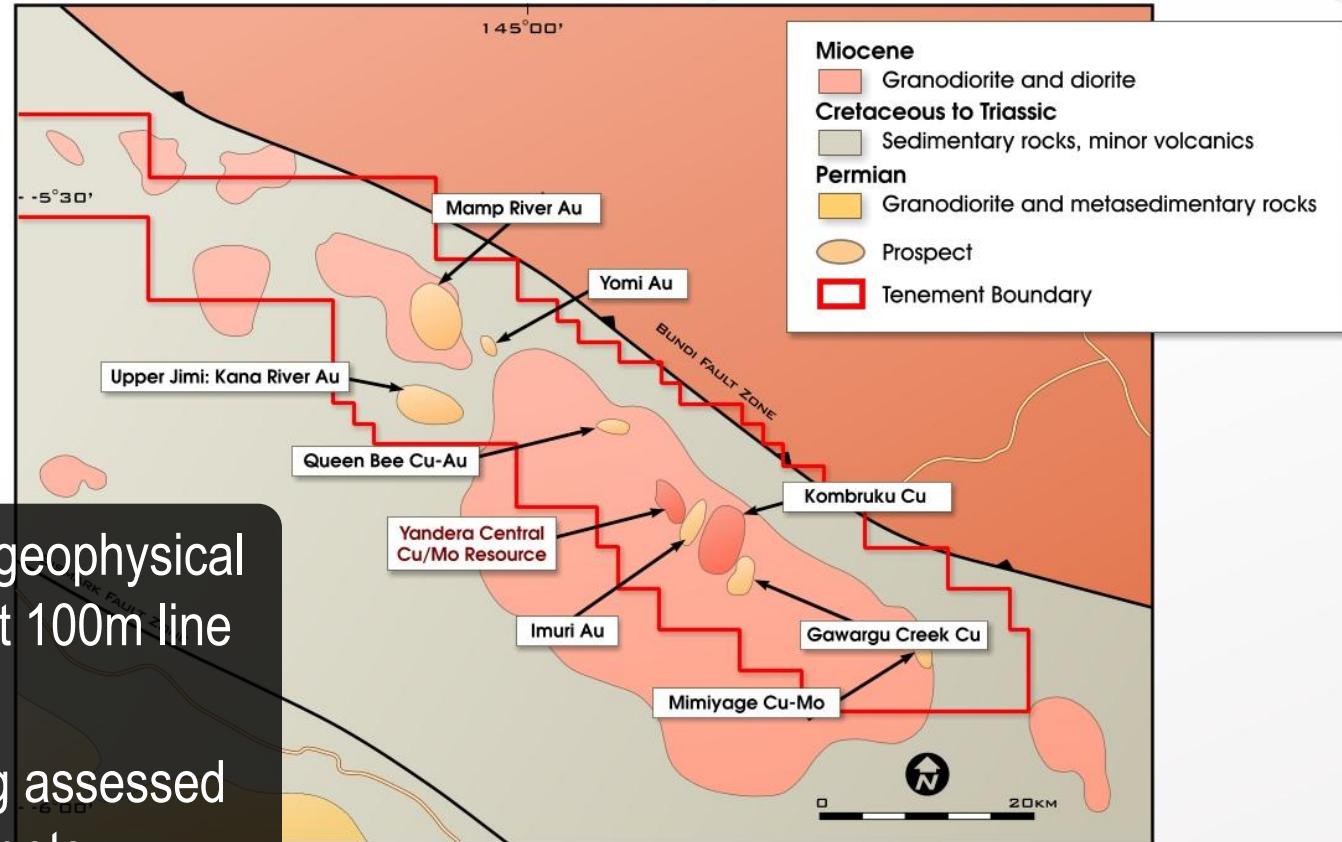 145°00'
Miocene
Granodiorite and diorite
Cretaceous to Triassic
Sedimentary rocks, minor volcanics
Permian
Granodiorite and metasedimentary rocks
Prospect
Tenement Boundary
-5°30'
Mamp River Au
Yomi Au
BUNDI FAULT ZONE
Upper Jimi: Kana River Au
Queen Bee Cu-Au
Kombruku Cu
Yandera Central
Cu/Mo Resource
geophysical
t 100m line
FAULT
Imuri Au
Gawargu Creek Cu
Mimiyage Cu-Mo
g assessed
-6°00'
0 20KM
N